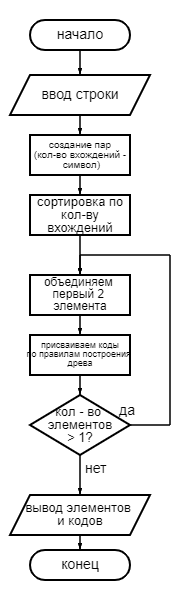 начало
ввод строки
создание пар
(кол-во вхождений -
символ)
сортировка по
кол-ву
вхождений
объединяем
первый 2
элемента
присваиваем коды
по правилам построения
древа
кол - во
элементов
> 1?
да
нет
вывод элементов
и кодов
конец